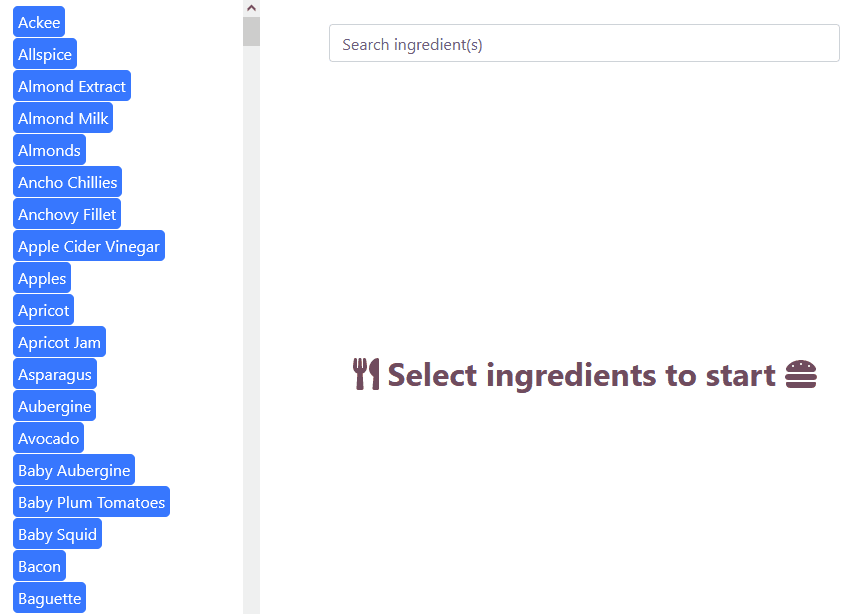 Ackee
Allspice
Almond Extract
Almond Milk
Almonds
Ancho Chillies
Anchovy Fillet
Apple Cider Vinegar
Apples
Apricot
Apricot Jam
Asparagus
Aubergine
Avocado
Baby Aubergine
Baby Plum Tomatoes
Baby Squid
Bacon
Baguette
Search ingredient(s)
Select ingredients to start